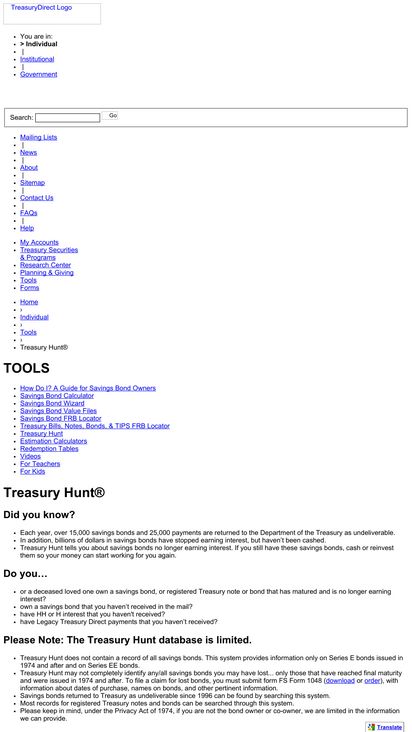 TreasuryDirect Logo
You are in:
> Individual
|
Institutional
|
Government
Search: Go
Mailing Lists
|
News
|
About
|
Sitemap
|
Contact Us
|
FAQs
|
Help
My Accounts
Treasury Securities
& Programs
Research Center
Planning & Giving
Tools
Forms
Home
›
Individual
›
Tools
›
Treasury Hunt®
TOOLS
How Do I? A Guide for Savings Bond Owners
Savings Bond Calculator
Savings Bond Wizard
Savings Bond Value Files
Savings Bond FRB Locator
Treasury Bills, Notes, Bonds, & TIPS FRB Locator
Treasury Hunt
Estimation Calculators
Redemption Tables
Videos
For Teachers
For Kids
Treasury Hunt®
Did you know?
Each year, over 15,000 savings bonds and 25,000 payments are returned to the Department of the Treasury as undeliverable.
In addition, billions of dollars in savings bonds have stopped earning interest, but haven't been cashed.
Treasury Hunt tells you about savings bonds no longer earning interest. If you still have these savings bonds, cash or reinvest
them so your money can start working for you again.
Do you…
or a deceased loved one own a savings bond, or registered Treasury note or bond that has matured and is no longer earning
interest?
own a savings bond that you haven't received in the mail?
have HH or H interest that you haven't received?
have Legacy Treasury Direct payments that you haven't received?
Please Note: The Treasury Hunt database is limited.
Treasury Hunt does not contain a record of all savings bonds. This system provides information only on Series E bonds issued in
1974 and after and on Series EE bonds.
Treasury Hunt may not completely identify any/all savings bonds you may have lost... only those that have reached final maturity
and were issued in 1974 and after. To file a claim for lost bonds, you must submit form FS Form 1048 (download or order), with
information about dates of purchase, names on bonds, and other pertinent information.
Savings bonds returned to Treasury as undeliverable since 1996 can be found by searching this system.
Most records for registered Treasury notes and bonds can be searched through this system.
Please keep in mind, under the Privacy Act of 1974, if you are not the bond owner or co-owner, we are limited in the information
we can provide.
Translate